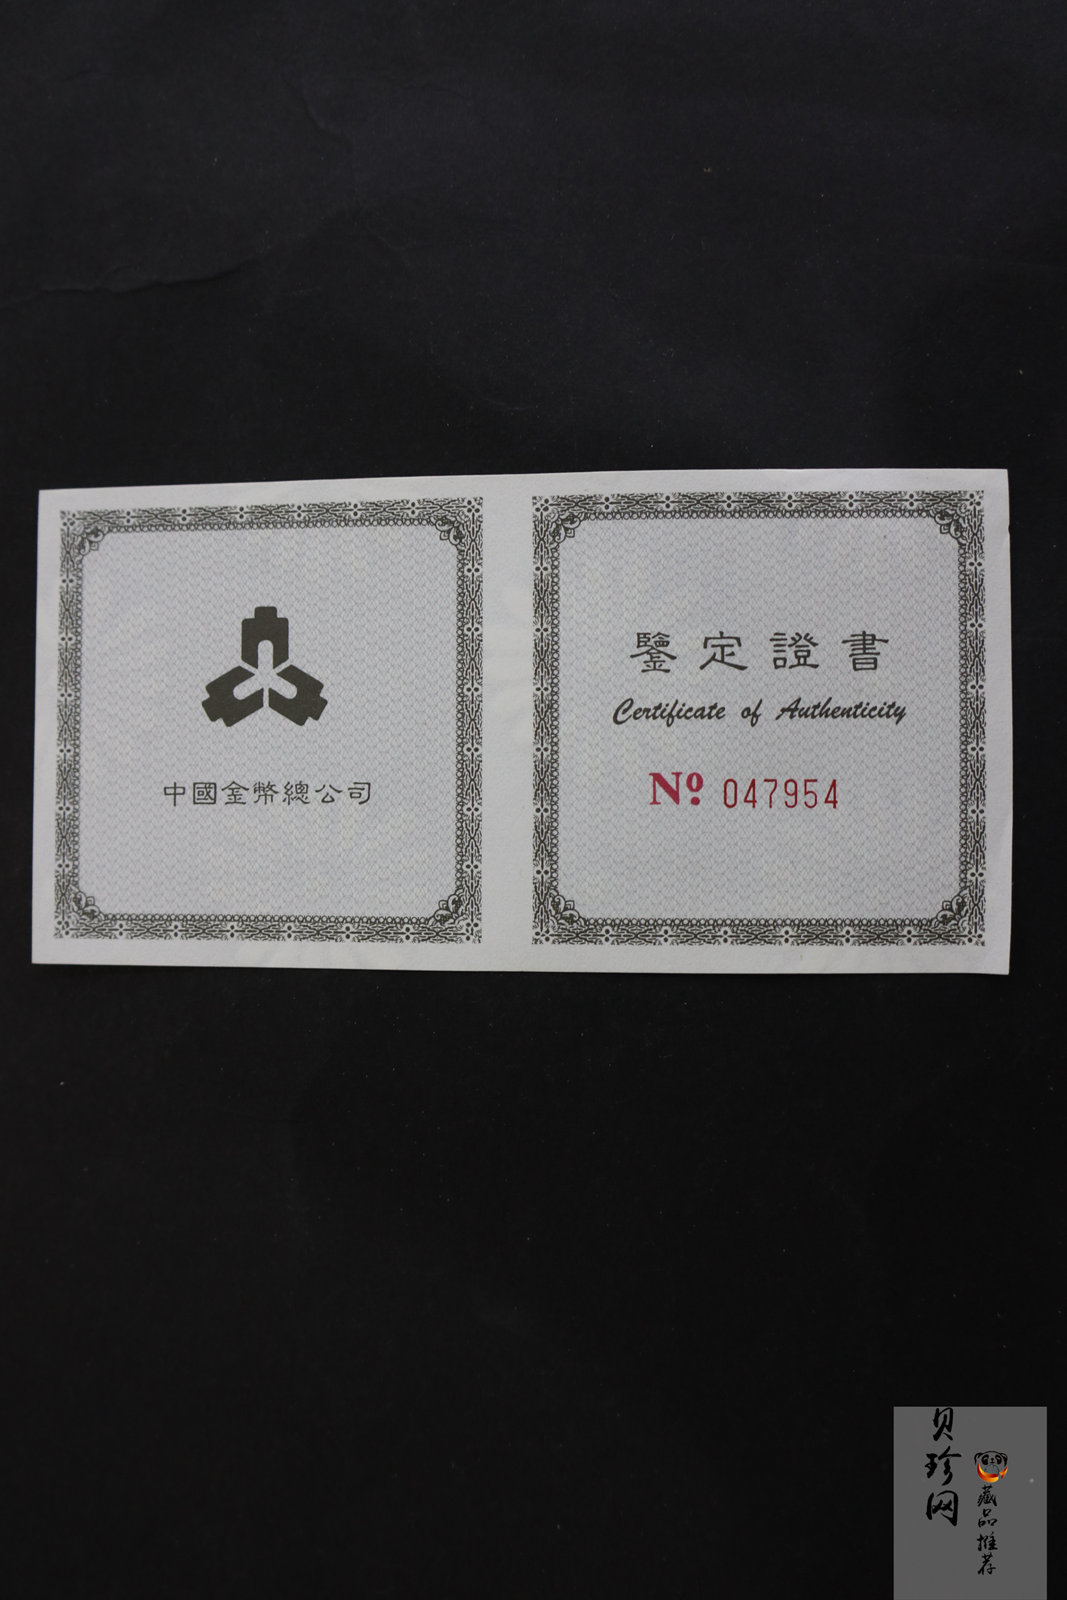 中國金幣總公司
鑒定證書
Certificate of Authenticity
Nº 047954
贝珍网
藏品推荐